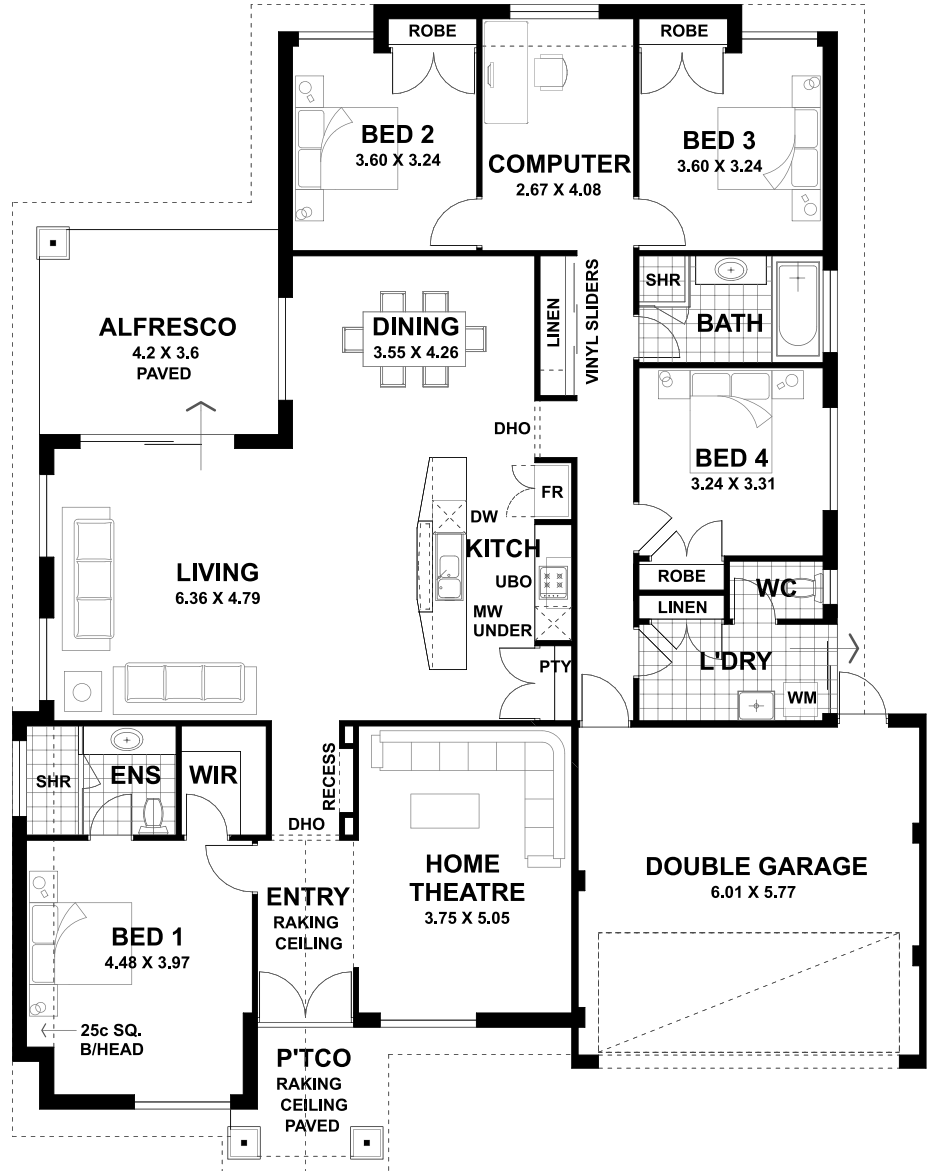 ROBE
ROBE
BED 2
3.60 X 3.24
COMPUTER
2.67 X 4.08
BED 3
3.60 X 3.24
ALFRESCO
4.2 X 3.6
PAVED
DINING
3.55 X 4.26
LINEN
VINYL SLIDERS
SHR
BATH
DHO
BED 4
3.24 X 3.31
FR
DW
KITCH
UBO
MW
UNDER
PTY
LIVING
6.36 X 4.79
ROBE
WC
LINEN
L'DRY
WM
SHR
ENS
WIR
RECESS
DHO
HOME
THEATRE
3.75 X 5.05
DOUBLE GARAGE
6.01 X 5.77
ENTRY
RAKING
CEILING
BED 1
4.48 X 3.97
25c SQ.
B/HEAD
P'TCO
RAKING
CEILING
PAVED